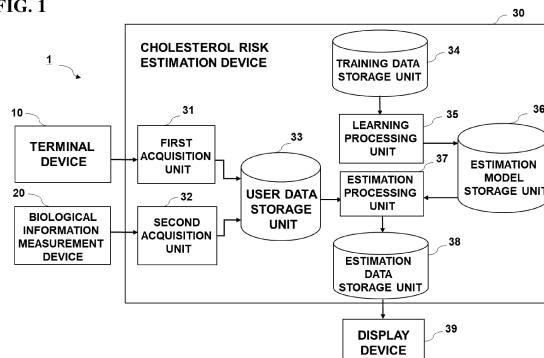 FIG. 1
30
CHOLESTEROL RISK
ESTIMATION DEVICE
1
34
TRAINING DATA
STORAGE UNIT
10
TERMINAL
DEVICE
31
FIRST
ACQUISITION
UNIT
33
USER DATA
STORAGE
UNIT
35
LEARNING
PROCESSING
UNIT
36
ESTIMATION
MODEL
STORAGE UNIT
37
ESTIMATION
PROCESSING
UNIT
20
BIOLOGICAL
INFORMATION
MEASUREMENT
DEVICE
32
SECOND
ACQUISITION
UNIT
38
ESTIMATION
DATA
STORAGE UNIT
39
DISPLAY
DEVICE